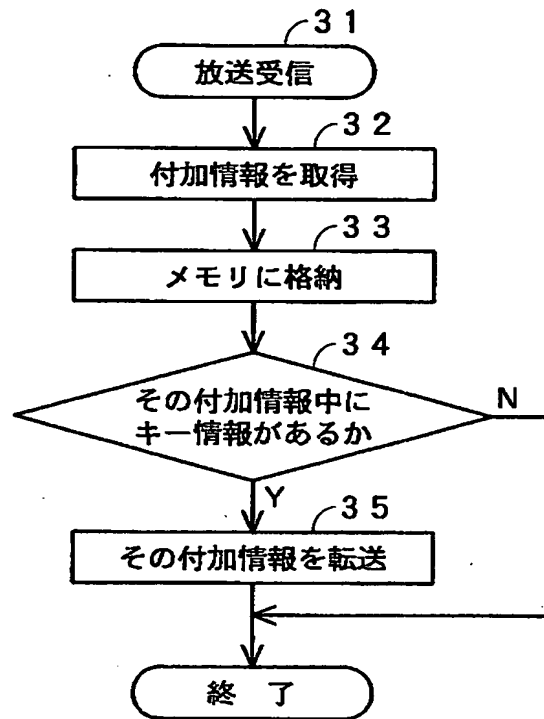 31
放送受信
32
付加情報を取得
33
メモリに格納
34
その付加情報中に
キー情報があるか
N
Y
35
その付加情報を転送
終 了